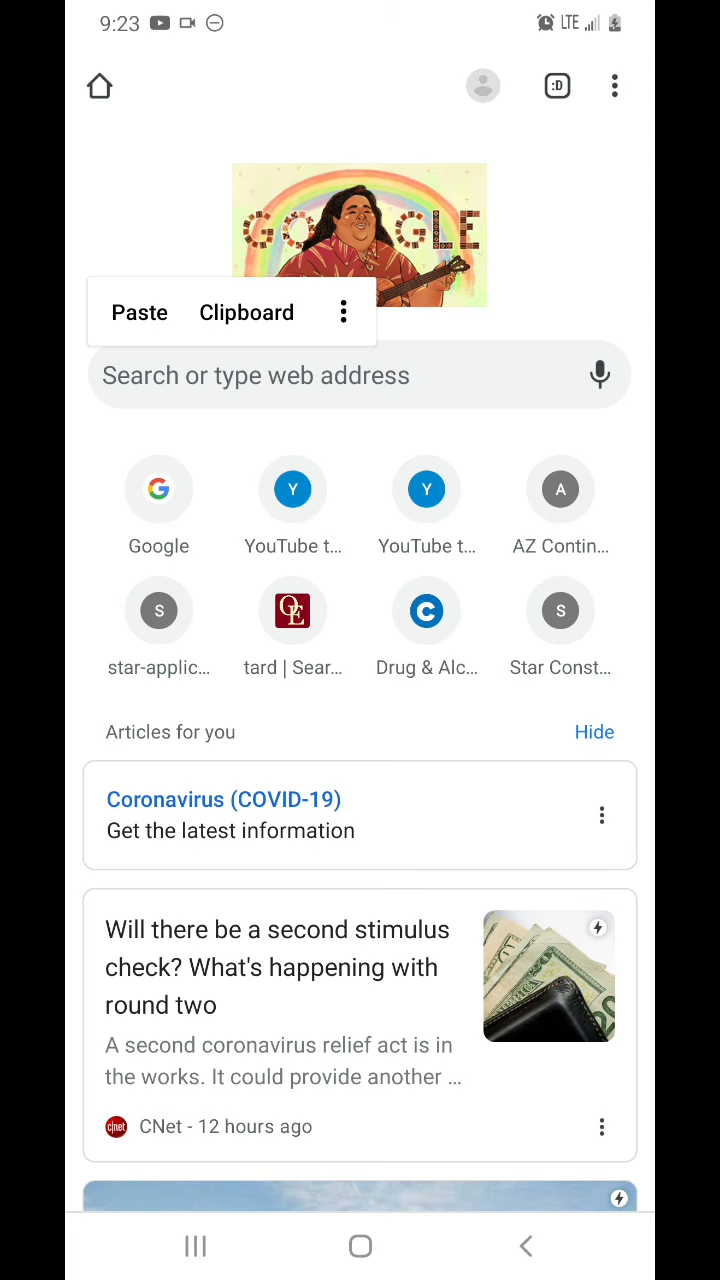 9:23 LTE
:D
GOOGLE
Paste Clipboard
Search or type web address
G Y Y A
Google YouTube t... YouTube t... AZ Contin...
S OE C S
star-applic... tard | Sear... Drug & Alc... Star Const...
Articles for you Hide
Coronavirus (COVID-19)
Get the latest information
Will there be a second stimulus
check? What's happening with
round two
A second coronavirus relief act is in
the works. It could provide another ...
c|net CNet - 12 hours ago